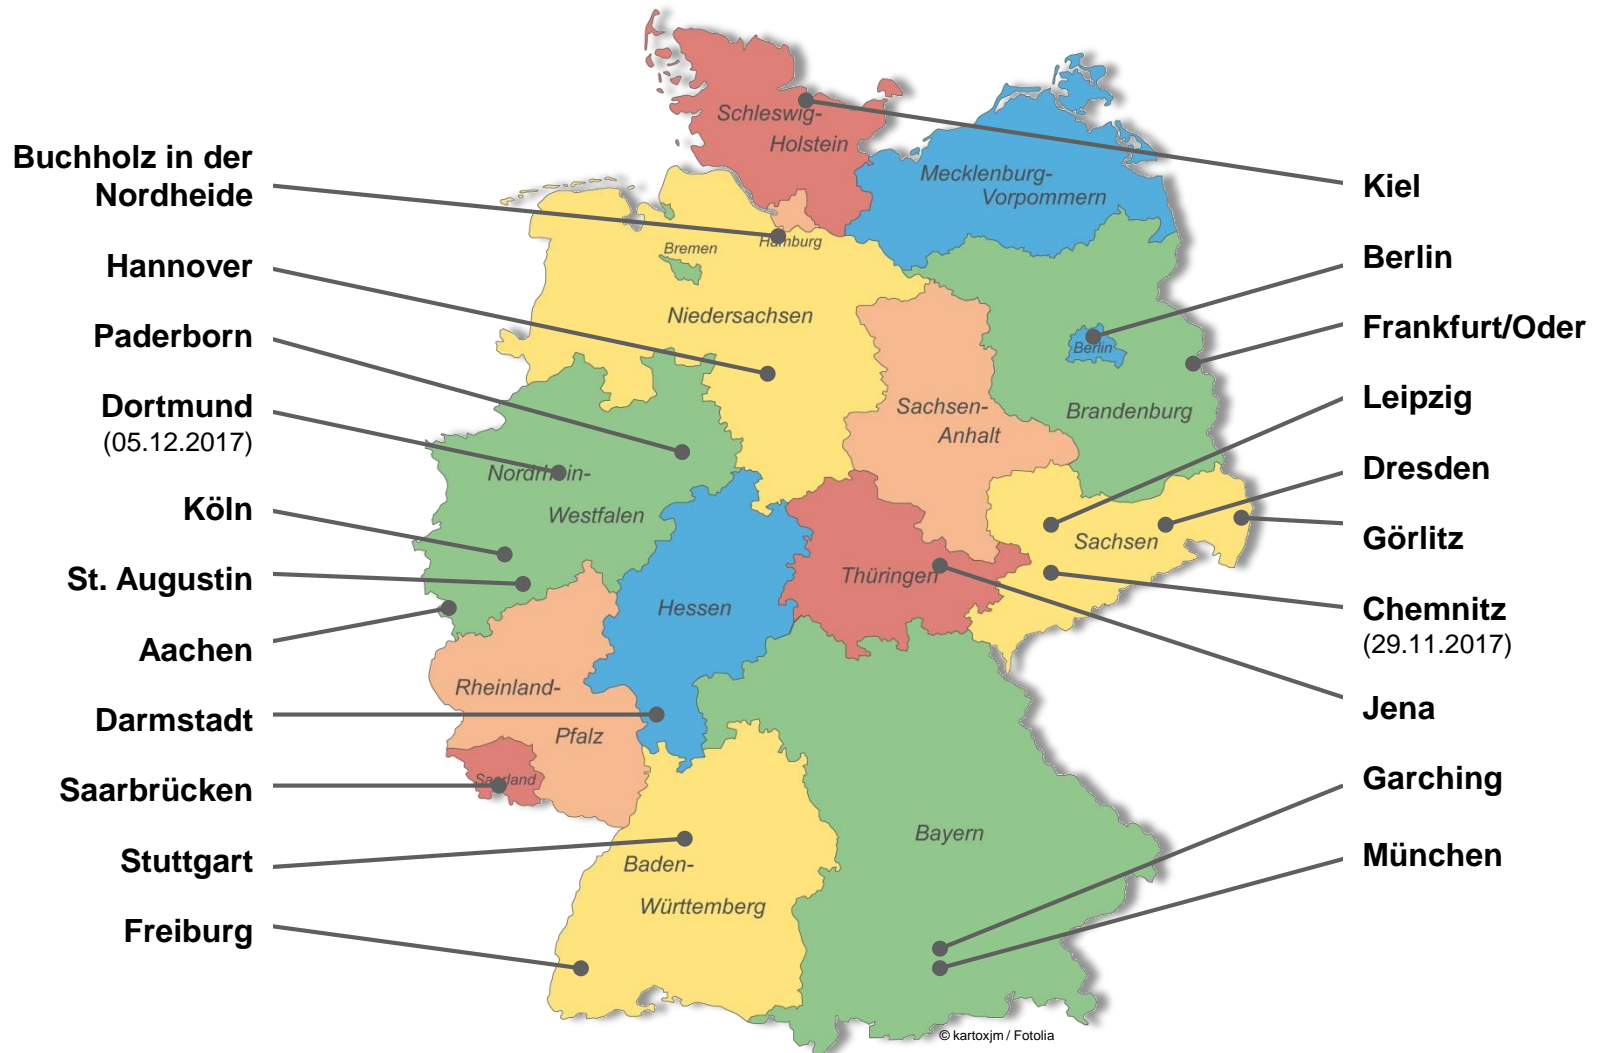 Buchholz in der
Nordheide
Hannover
Paderborn
Dortmund
(05.12.2017)
Köln
St. Augustin
Aachen
Darmstadt
Saarbrücken
Stuttgart
Freiburg
Schleswig-
Holstein
Mecklenburg-
Vorpommern
Hamburg
Bremen
Niedersachsen
Berlin
Sachsen-
Anhalt
Brandenburg
Nordrhein-
Westfalen
Sachsen
Thüringen
Hessen
Rheinland-
Pfalz
Saarland
Bayern
Baden-
Württemberg
Kiel
Berlin
Frankfurt/Oder
Leipzig
Dresden
Görlitz
Chemnitz
(29.11.2017)
Jena
Garching
München
© kartoxjm / Fotolia